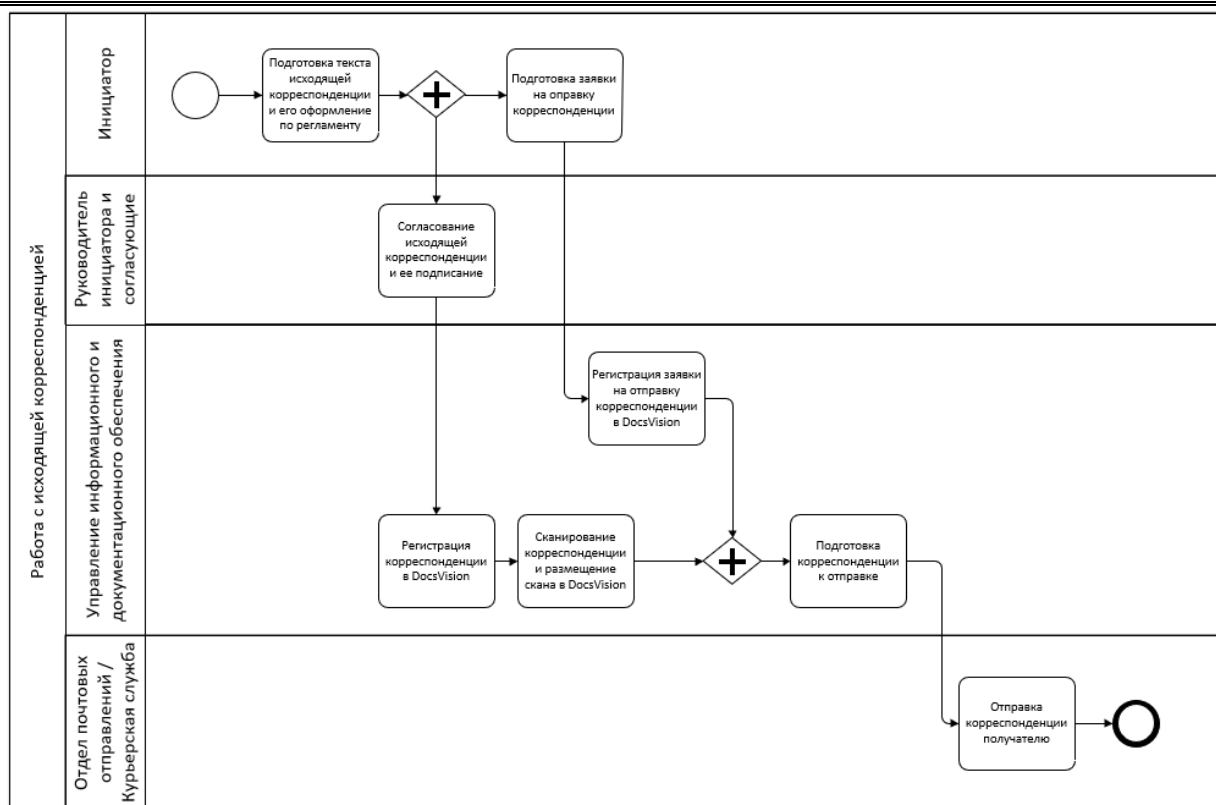 Работа с исходящей корреспонденцией
Инициатор
Подготовка текста
исходящей
корреспонденции
и его оформление
по регламенту
Подготовка заявки
на оправку
корреспонденции
Руководитель
инициатора и
согласующие
Согласование
исходящей
корреспонденции
и ее подписание
Управление информационного и
документационного обеспечения
Регистрация заявки
на отправку
корреспонденции
в DocsVision
Регистрация
корреспонденции
в DocsVision
Сканирование
корреспонденции
и размещение
скана в DocsVision
Подготовка
корреспонденции
к отправке
Отдел почтовых
отправлений /
Курьерская служба
Отправка
корреспонденции
получателю